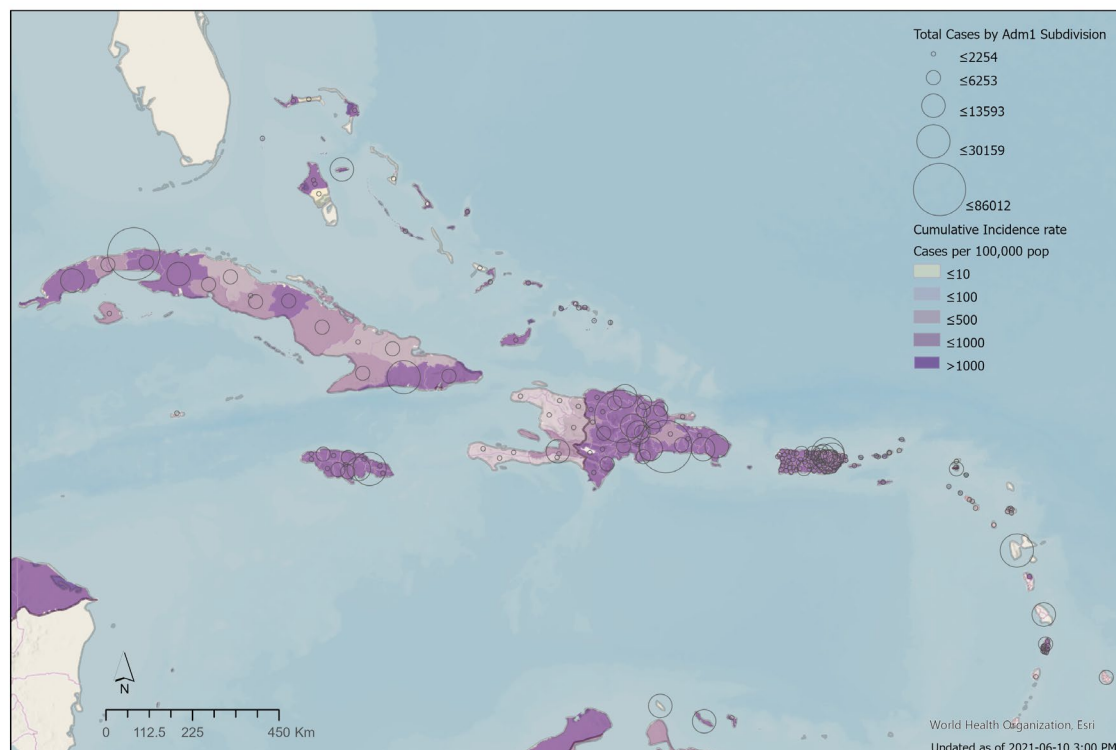 Total Cases by Adm1 Subdivision
≤2254
≤6253
≤13593
≤30159
≤86012
Cumulative Incidence rate
Cases per 100,000 pop
≤10
≤100
≤500
≤1000
>1000
N
0 112.5 225 450 Km
World Health Organization, Esri
Updated as of 2021-06-10 3:00 PM